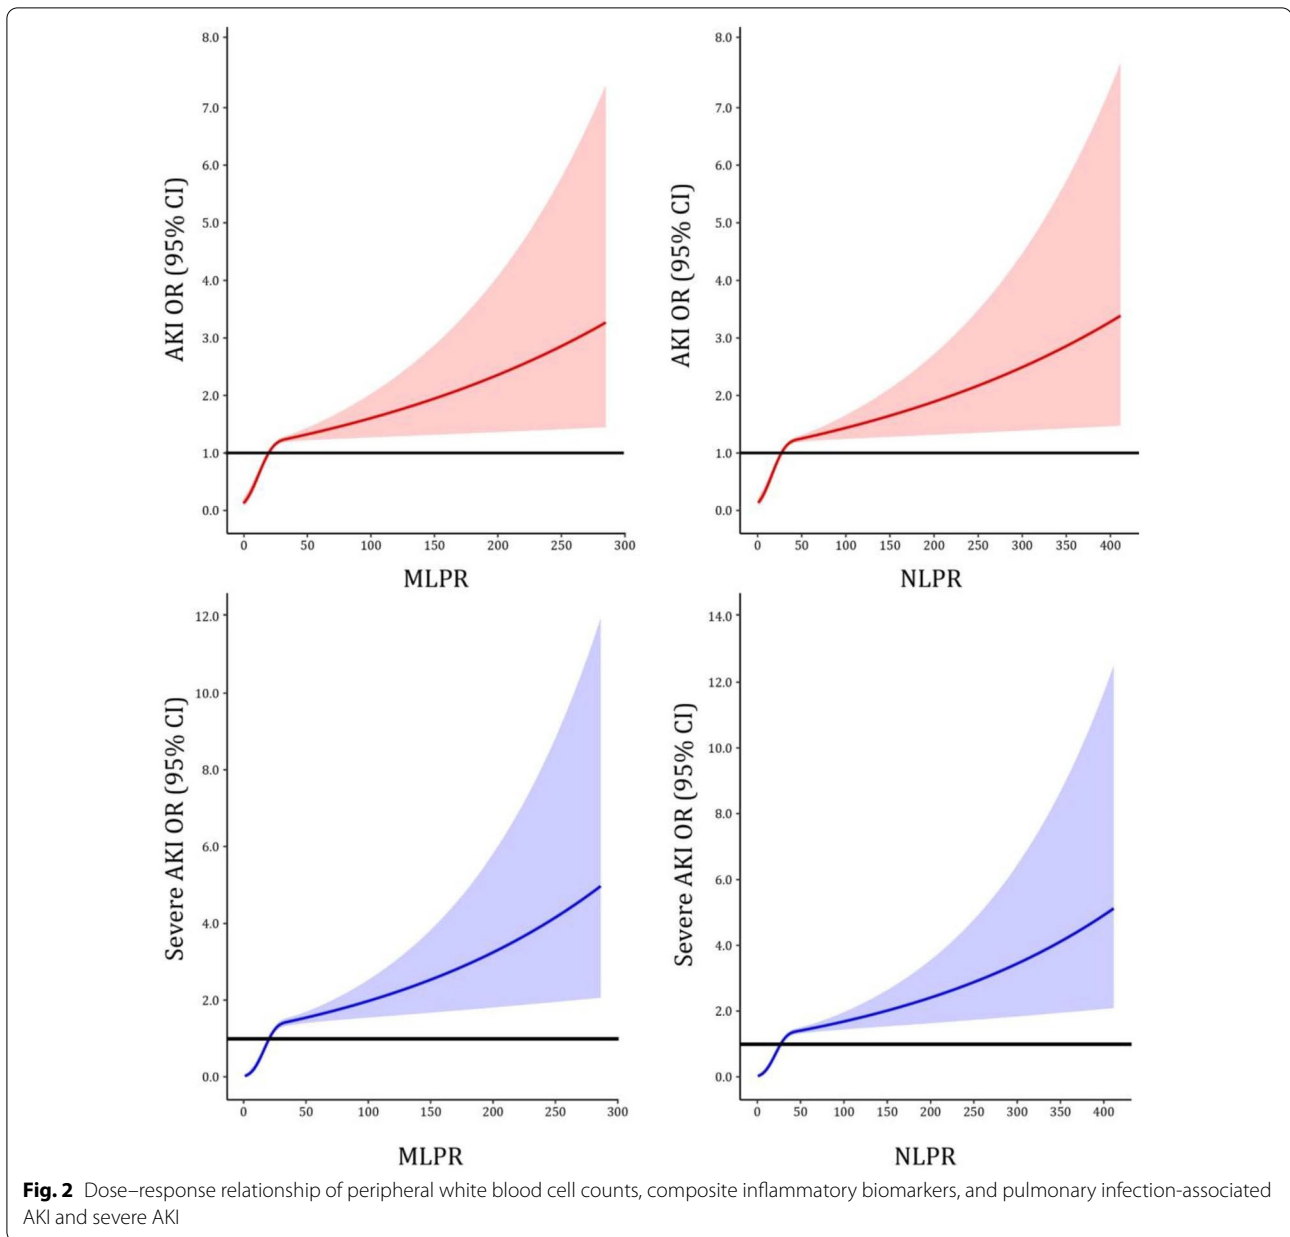 8.0
7.0
6.0
5.0
4.0
3.0
2.0
1.0
0.0
AKI OR (95% CI)
0 50 100 150 200 250 300
MLPR
8.0
7.0
6.0
5.0
4.0
3.0
2.0
1.0
0.0
AKI OR (95% CI)
0 50 100 150 200 250 300 350 400
NLPR
12.0
10.0
8.0
6.0
4.0
2.0
0.0
Severe AKI OR (95% CI)
0 50 100 150 200 250 300
MLPR
14.0
12.0
10.0
8.0
6.0
4.0
2.0
0.0
Severe AKI OR (95% CI)
0 50 100 150 200 250 300 350 400
NLPR
Fig. 2 Dose–response relationship of peripheral white blood cell counts, composite inflammatory biomarkers, and pulmonary infection-associated
AKI and severe AKI